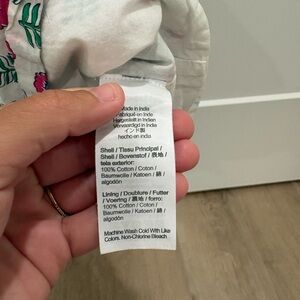 Made in India
Fabriqué en Inde
Hergestellt in Indien
Vervaardigd in India
インド製
hecho en india
Shell / Tissu Principal /
Shell / Bovenstof / 表地 /
tela exterior:
100% Cotton / Coton /
Baumwolle / Katoen / 綿 /
algodón
Lining / Doublure / Futter
/ Voering / 裏地 / forro:
100% Cotton / Coton /
Baumwolle / Katoen / 綿 /
algodón
Machine Wash Cold With Like
Colors. Non-Chlorine Bleach